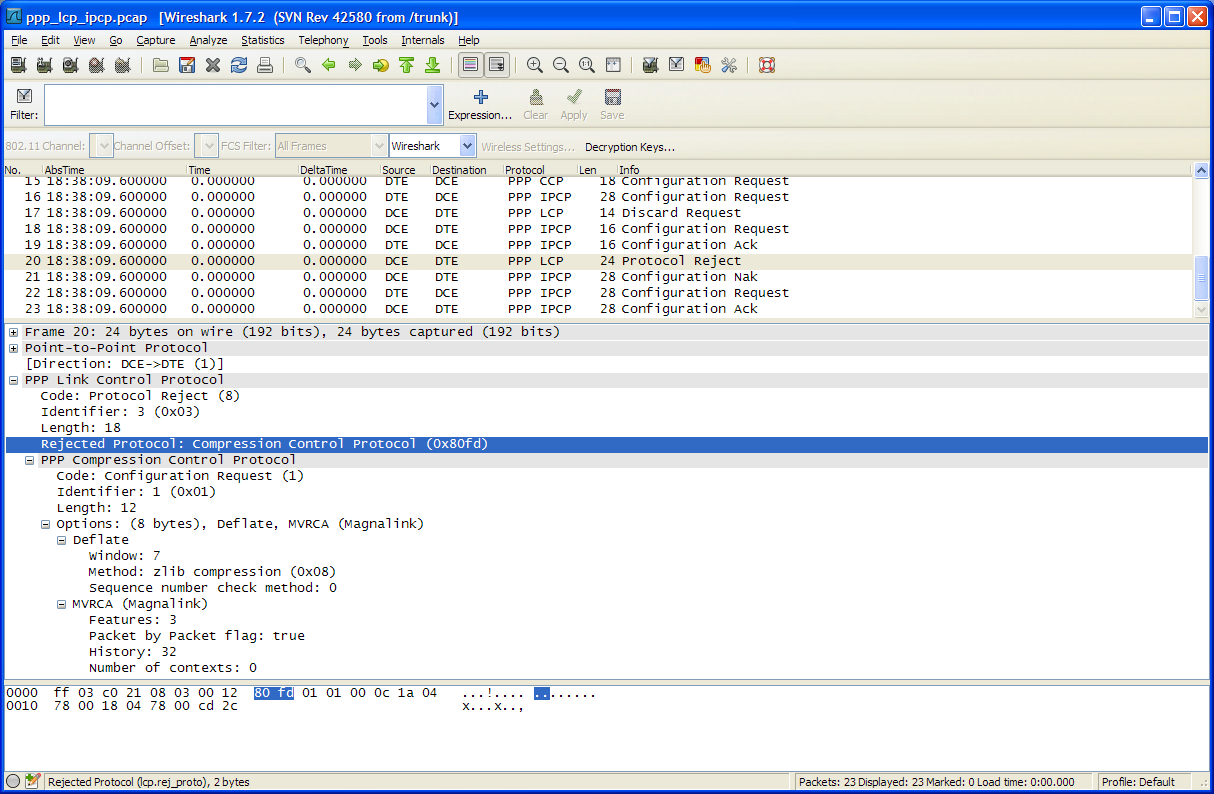 ppp_lcp_ipcp.pcap [Wireshark 1.7.2 (SVN Rev 42580 from /trunk)]
File Edit View Go Capture Analyze Statistics Telephony Tools Internals Help
Filter: Expression... Clear Apply Save
802.11 Channel: Channel Offset: FCS Filter: All Frames Wireshark Wireless Settings... Decryption Keys...
No. AbsTime Time DeltaTime Source Destination Protocol Len Info
15 18:38:09.600000 0.000000 0.000000 DTE DCE PPP CCP 18 Configuration Request
16 18:38:09.600000 0.000000 0.000000 DTE DCE PPP IPCP 28 Configuration Request
17 18:38:09.600000 0.000000 0.000000 DCE DTE PPP LCP 14 Discard Request
18 18:38:09.600000 0.000000 0.000000 DCE DTE PPP IPCP 16 Configuration Request
19 18:38:09.600000 0.000000 0.000000 DTE DCE PPP IPCP 16 Configuration Ack
20 18:38:09.600000 0.000000 0.000000 DCE DTE PPP LCP 24 Protocol Reject
21 18:38:09.600000 0.000000 0.000000 DCE DTE PPP IPCP 28 Configuration Nak
22 18:38:09.600000 0.000000 0.000000 DTE DCE PPP IPCP 28 Configuration Request
23 18:38:09.600000 0.000000 0.000000 DCE DTE PPP IPCP 28 Configuration Ack
Frame 20: 24 bytes on wire (192 bits), 24 bytes captured (192 bits)
Point-to-Point Protocol
[Direction: DCE->DTE (1)]
PPP Link Control Protocol
Code: Protocol Reject (8)
Identifier: 3 (0x03)
Length: 18
Rejected Protocol: Compression Control Protocol (0x80fd)
PPP Compression Control Protocol
Code: Configuration Request (1)
Identifier: 1 (0x01)
Length: 12
Options: (8 bytes), Deflate, MVRCA (Magnalink)
Deflate
Window: 7
Method: zlib compression (0x08)
Sequence number check method: 0
MVRCA (Magnalink)
Features: 3
Packet by Packet flag: true
History: 32
Number of contexts: 0
0000 ff 03 c0 21 08 03 00 12 80 fd 01 01 00 0c 1a 04 ...!.... ........
0010 78 00 18 04 78 00 cd 2c x...x..,
Rejected Protocol (lcp.rej_proto), 2 bytes Packets: 23 Displayed: 23 Marked: 0 Load time: 0:00.000 Profile: Default